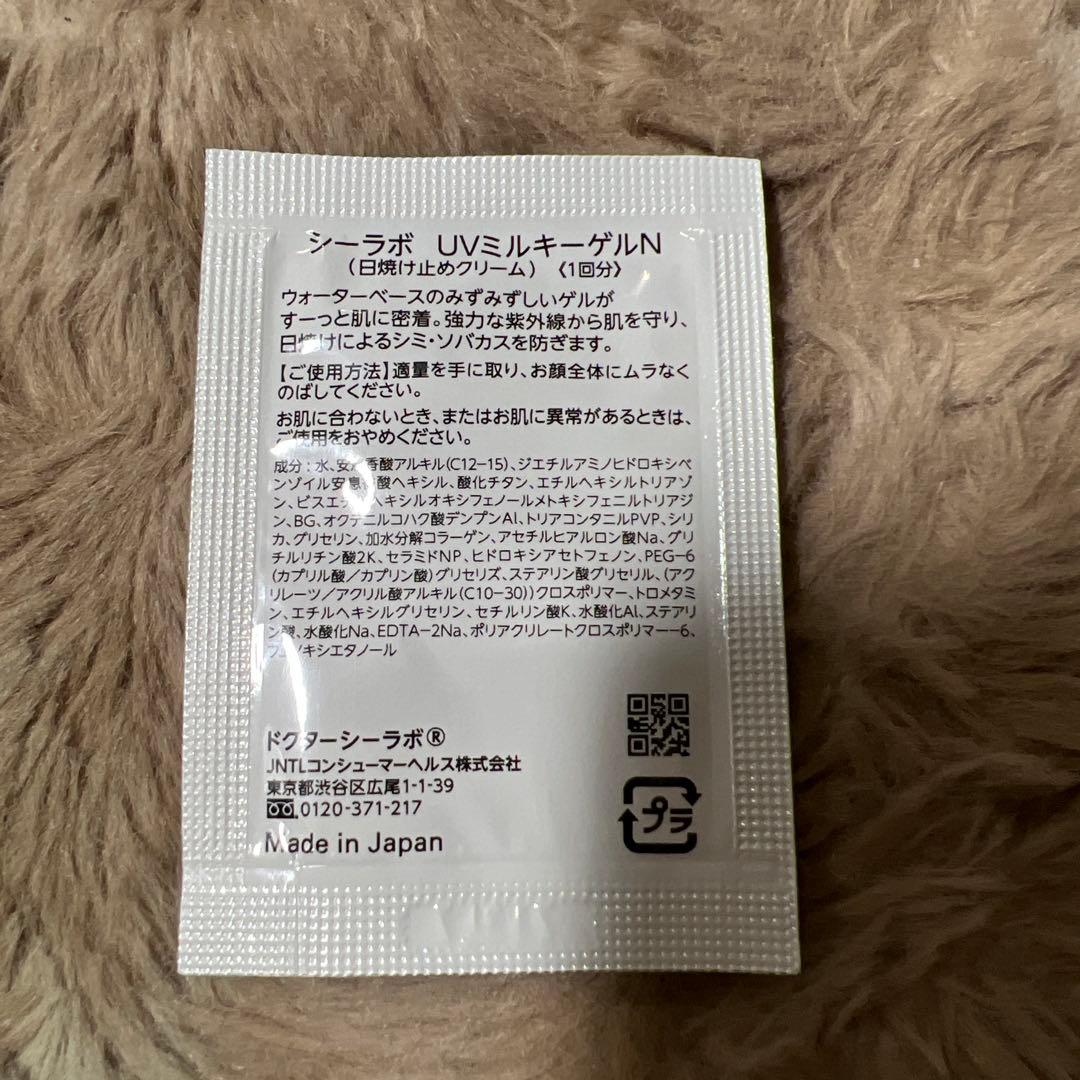 シーラボ UVミルキーゲルN
(日焼け止めクリーム) 《1回分》
ウォーターベースのみずみずしいゲルが
すーっと肌に密着。強力な紫外線から肌を守り、
日焼けによるシミ・ソバカスを防ぎます。
【ご使用方法】適量を手に取り、お顔全体にムラなく
のばしてください。
お肌に合わないとき、またはお肌に異常があるときは、
ご使用をおやめください。
成分:水、安息香酸アルキル(C12-15)、ジエチルアミノヒドロキシベ
ンゾイル安息香酸ヘキシル、酸化チタン、エチルヘキシルトリアゾ
ン、ビスエチルヘキシルオキシフェノールメトキシフェニルトリアジ
ン、BG、オクテニルコハク酸デンプンAl、トリアコンタニルPVP、シリ
カ、グリセリン、加水分解コラーゲン、アセチルヒアルロン酸Na、グリ
チルリチン酸2K、セラミドNP、ヒドロキシアセトフェノン、PEG-6
(カプリル酸/カプリン酸)グリセリズ、ステアリン酸グリセリル、(アク
リレーツ/アクリル酸アルキル(C10-30))クロスポリマー、トロメタミ
ン、エチルヘキシルグリセリン、セチルリン酸K、水酸化Al、ステアリ
ン酸、水酸化Na、EDTA-2Na、ポリアクリレートクロスポリマー-6、
フェノキシエタノール
ドクターシーラボ®
JNTLコンシューマーヘルス株式会社
東京都渋谷区広尾1-1-39
0120-371-217
Made in Japan
プラ